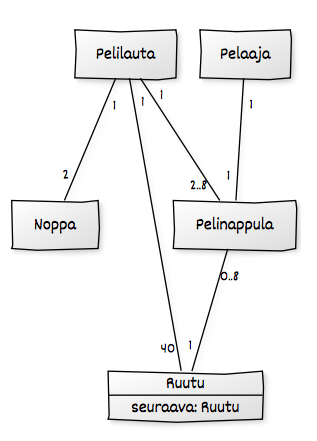 Pelilauta
Pelaaja
1
1
1
1
2
2..8
1
Noppa
Pelinappula
0..8
40
1
Ruutu
seuraava: Ruutu